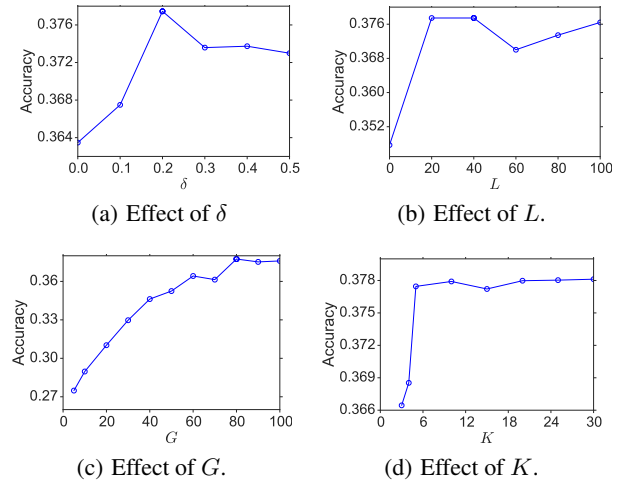 0.376
0.372
0.368
0.364
Accuracy
0.0 0.1 0.2 0.3 0.4 0.5
δ
(a) Effect of δ
0.376
0.368
0.360
0.352
Accuracy
0 20 40 60 80 100
L
(b) Effect of L.
0.36
0.33
0.30
0.27
Accuracy
0 20 40 60 80 100
G
(c) Effect of G.
0.378
0.375
0.372
0.369
0.366
Accuracy
0 6 12 18 24 30
K
(d) Effect of K.